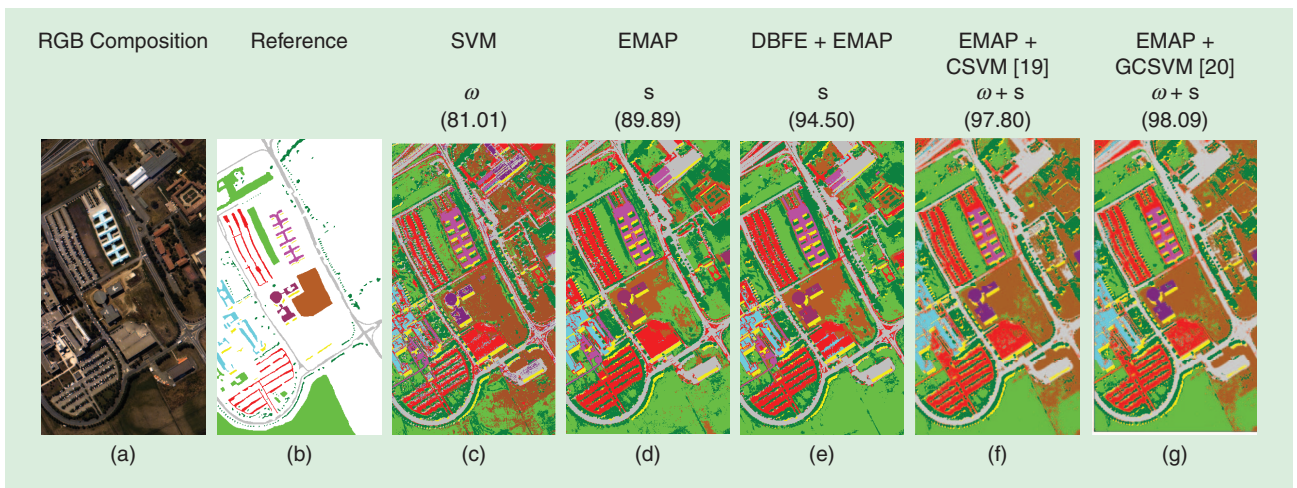 RGB Composition
Reference
SVM
ω
(81.01)
EMAP
s
(89.89)
DBFE + EMAP
s
(94.50)
EMAP +
CSVM [19]
ω + s
(97.80)
EMAP +
GCSVM [20]
ω + s
(98.09)
(a)
(b)
(c)
(d)
(e)
(f)
(g)